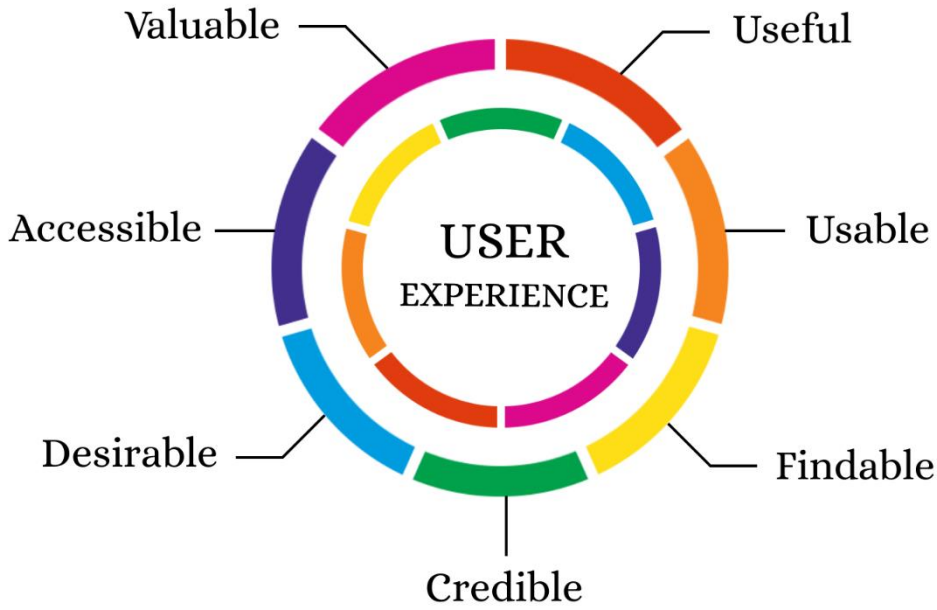 Valuable
Useful
Accessible
USER
EXPERIENCE
Usable
Desirable
Findable
Credible